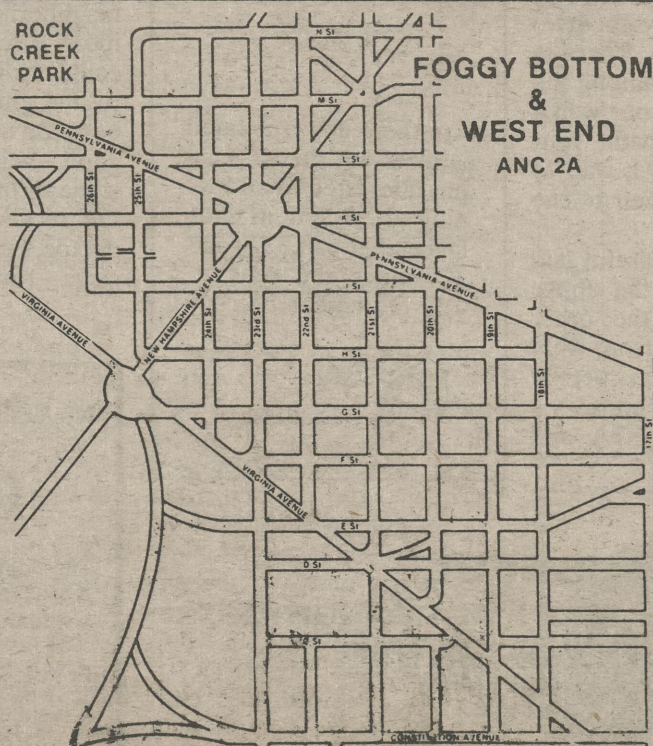 ROCK
CREEK
PARK
N St
FOGGY BOTTOM
&
WEST END
ANC 2A
M St
PENNSYLVANIA AVENUE
L St
26th St
25th St
K St
PENNSYLVANIA AVENUE
I St
VIRGINIA AVENUE
NEW HAMPSHIRE AVENUE
24th St
23rd St
22nd St
21st St
20th St
19th St
18th St
17th St
H St
G St
F St
VIRGINIA AVENUE
E St
D St
St
CONSTITUTION AVENUE